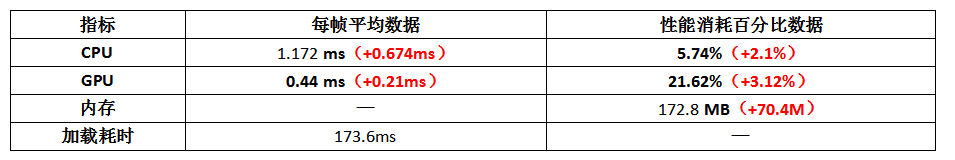 指标 每帧平均数据 性能消耗百分比数据
CPU 1.172 ms（+0.674ms） 5.74%（+2.1%）
GPU 0.44 ms（+0.21ms） 21.62%（+3.12%）
内存 — 172.8 MB（+70.4M）
加载耗时 173.6ms —